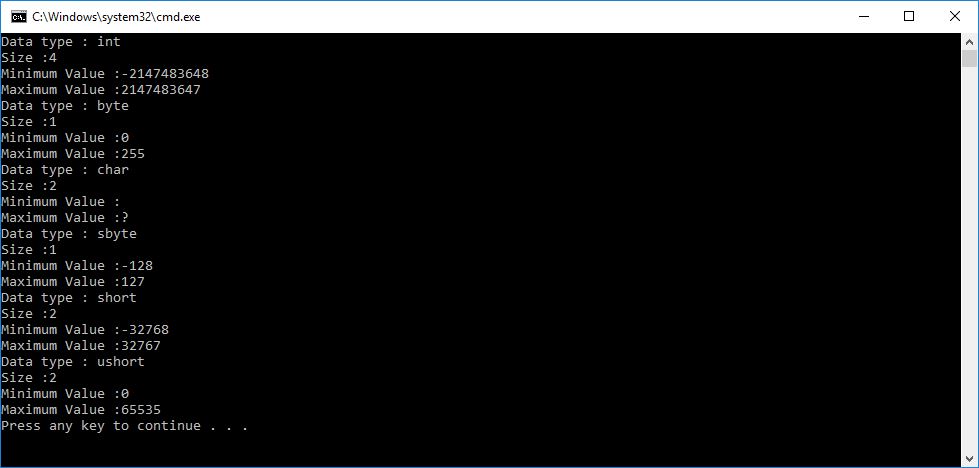 C:\Windows\system32\cmd.exe
Data type : int
Size :4
Minimum Value :-2147483648
Maximum Value :2147483647
Data type : byte
Size :1
Minimum Value :0
Maximum Value :255
Data type : char
Size :2
Minimum Value :
Maximum Value :?
Data type : sbyte
Size :1
Minimum Value :-128
Maximum Value :127
Data type : short
Size :2
Minimum Value :-32768
Maximum Value :32767
Data type : ushort
Size :2
Minimum Value :0
Maximum Value :65535
Press any key to continue . . .